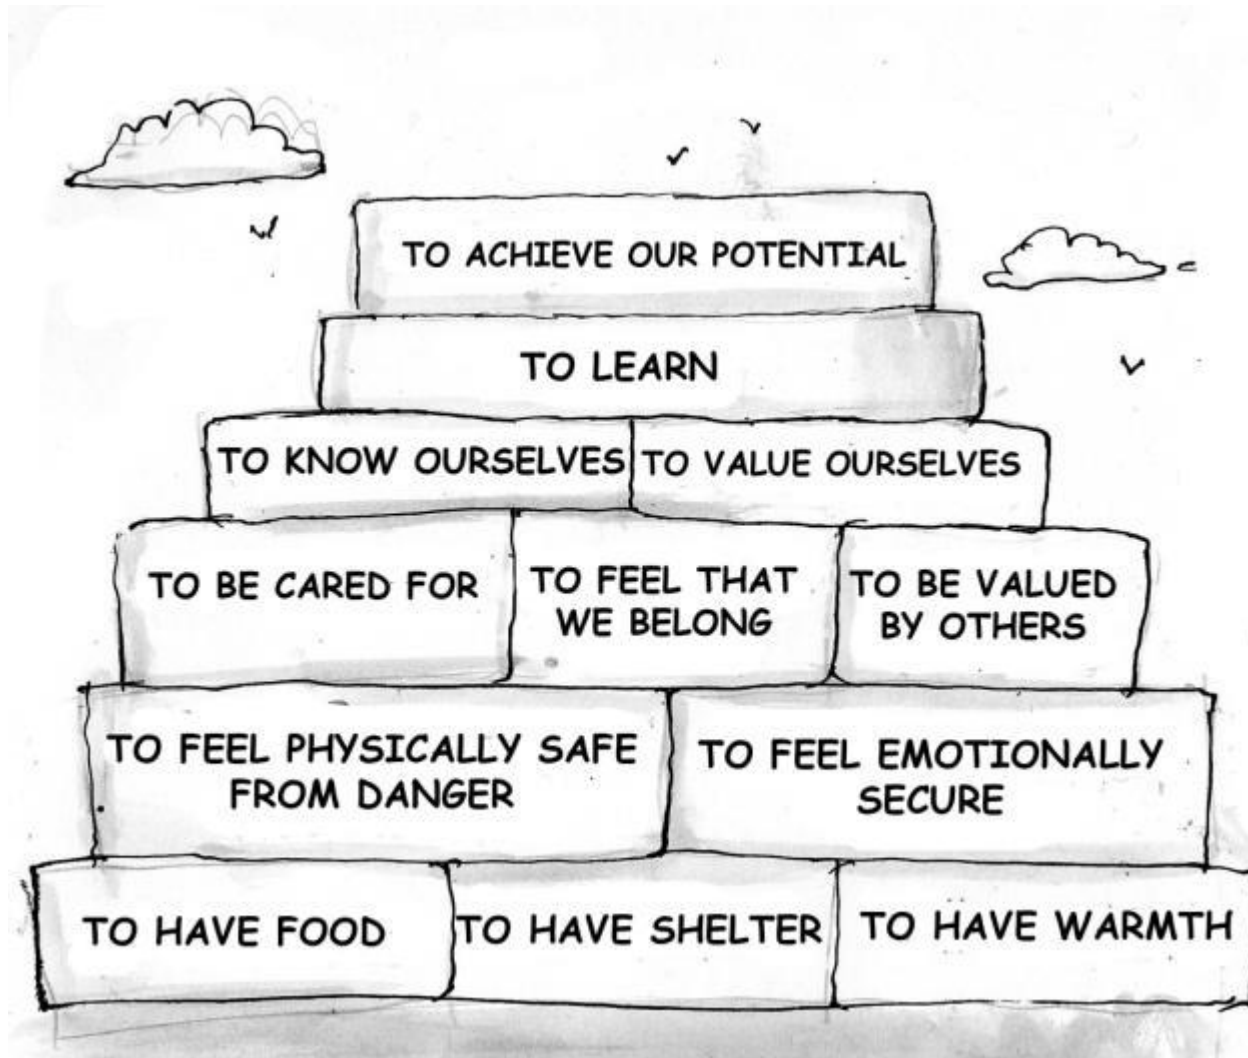 TO ACHIEVE OUR POTENTIAL
TO LEARN
TO KNOW OURSELVES
TO VALUE OURSELVES
TO BE CARED FOR
TO FEEL THAT
WE BELONG
TO BE VALUED
BY OTHERS
TO FEEL PHYSICALLY SAFE
FROM DANGER
TO FEEL EMOTIONALLY
SECURE
TO HAVE FOOD
TO HAVE SHELTER
TO HAVE WARMTH